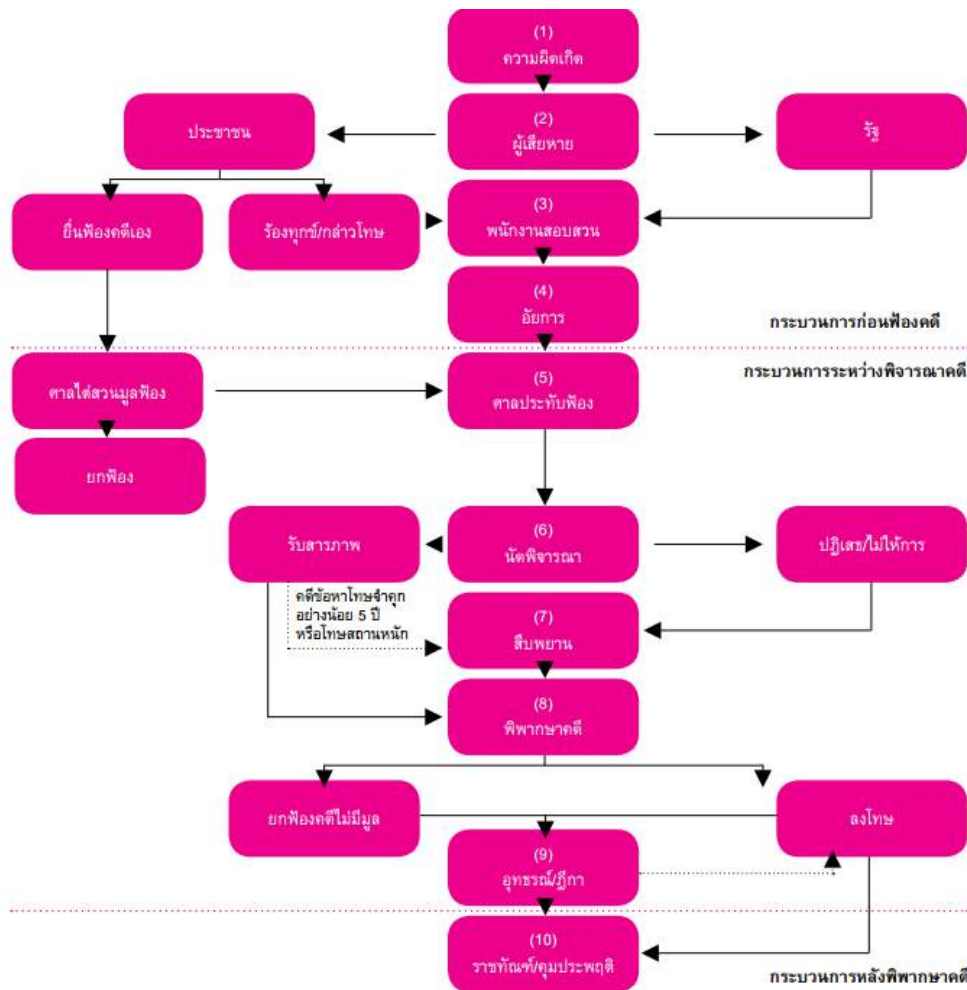 (1)
ความผิดเกิด
ประชาชน
(2)
ผู้เสียหาย
รัฐ
ยื่นฟ้องคดีเอง
ร้องทุกข์/กล่าวโทษ
(3)
พนักงานสอบสวน
(4)
อัยการ
กระบวนการก่อนฟ้องคดี
กระบวนการระหว่างพิจารณาคดี
ศาลไต่สวนมูลฟ้อง
(5)
ศาลประทับฟ้อง
ยกฟ้อง
รับสารภาพ
(6)
นัดพิจารณา
ปฏิเสธ/ไม่ให้การ
คดีข้อหาโทษจำคุก
อย่างน้อย 5 ปี
หรือโทษสถานหนัก
(7)
สืบพยาน
(8)
พิพากษาคดี
ยกฟ้องคดีไม่มีมูล
ลงโทษ
(9)
อุทธรณ์/ฎีกา
(10)
ราชทัณฑ์/คุมประพฤติ
กระบวนการหลังพิพากษาคดี